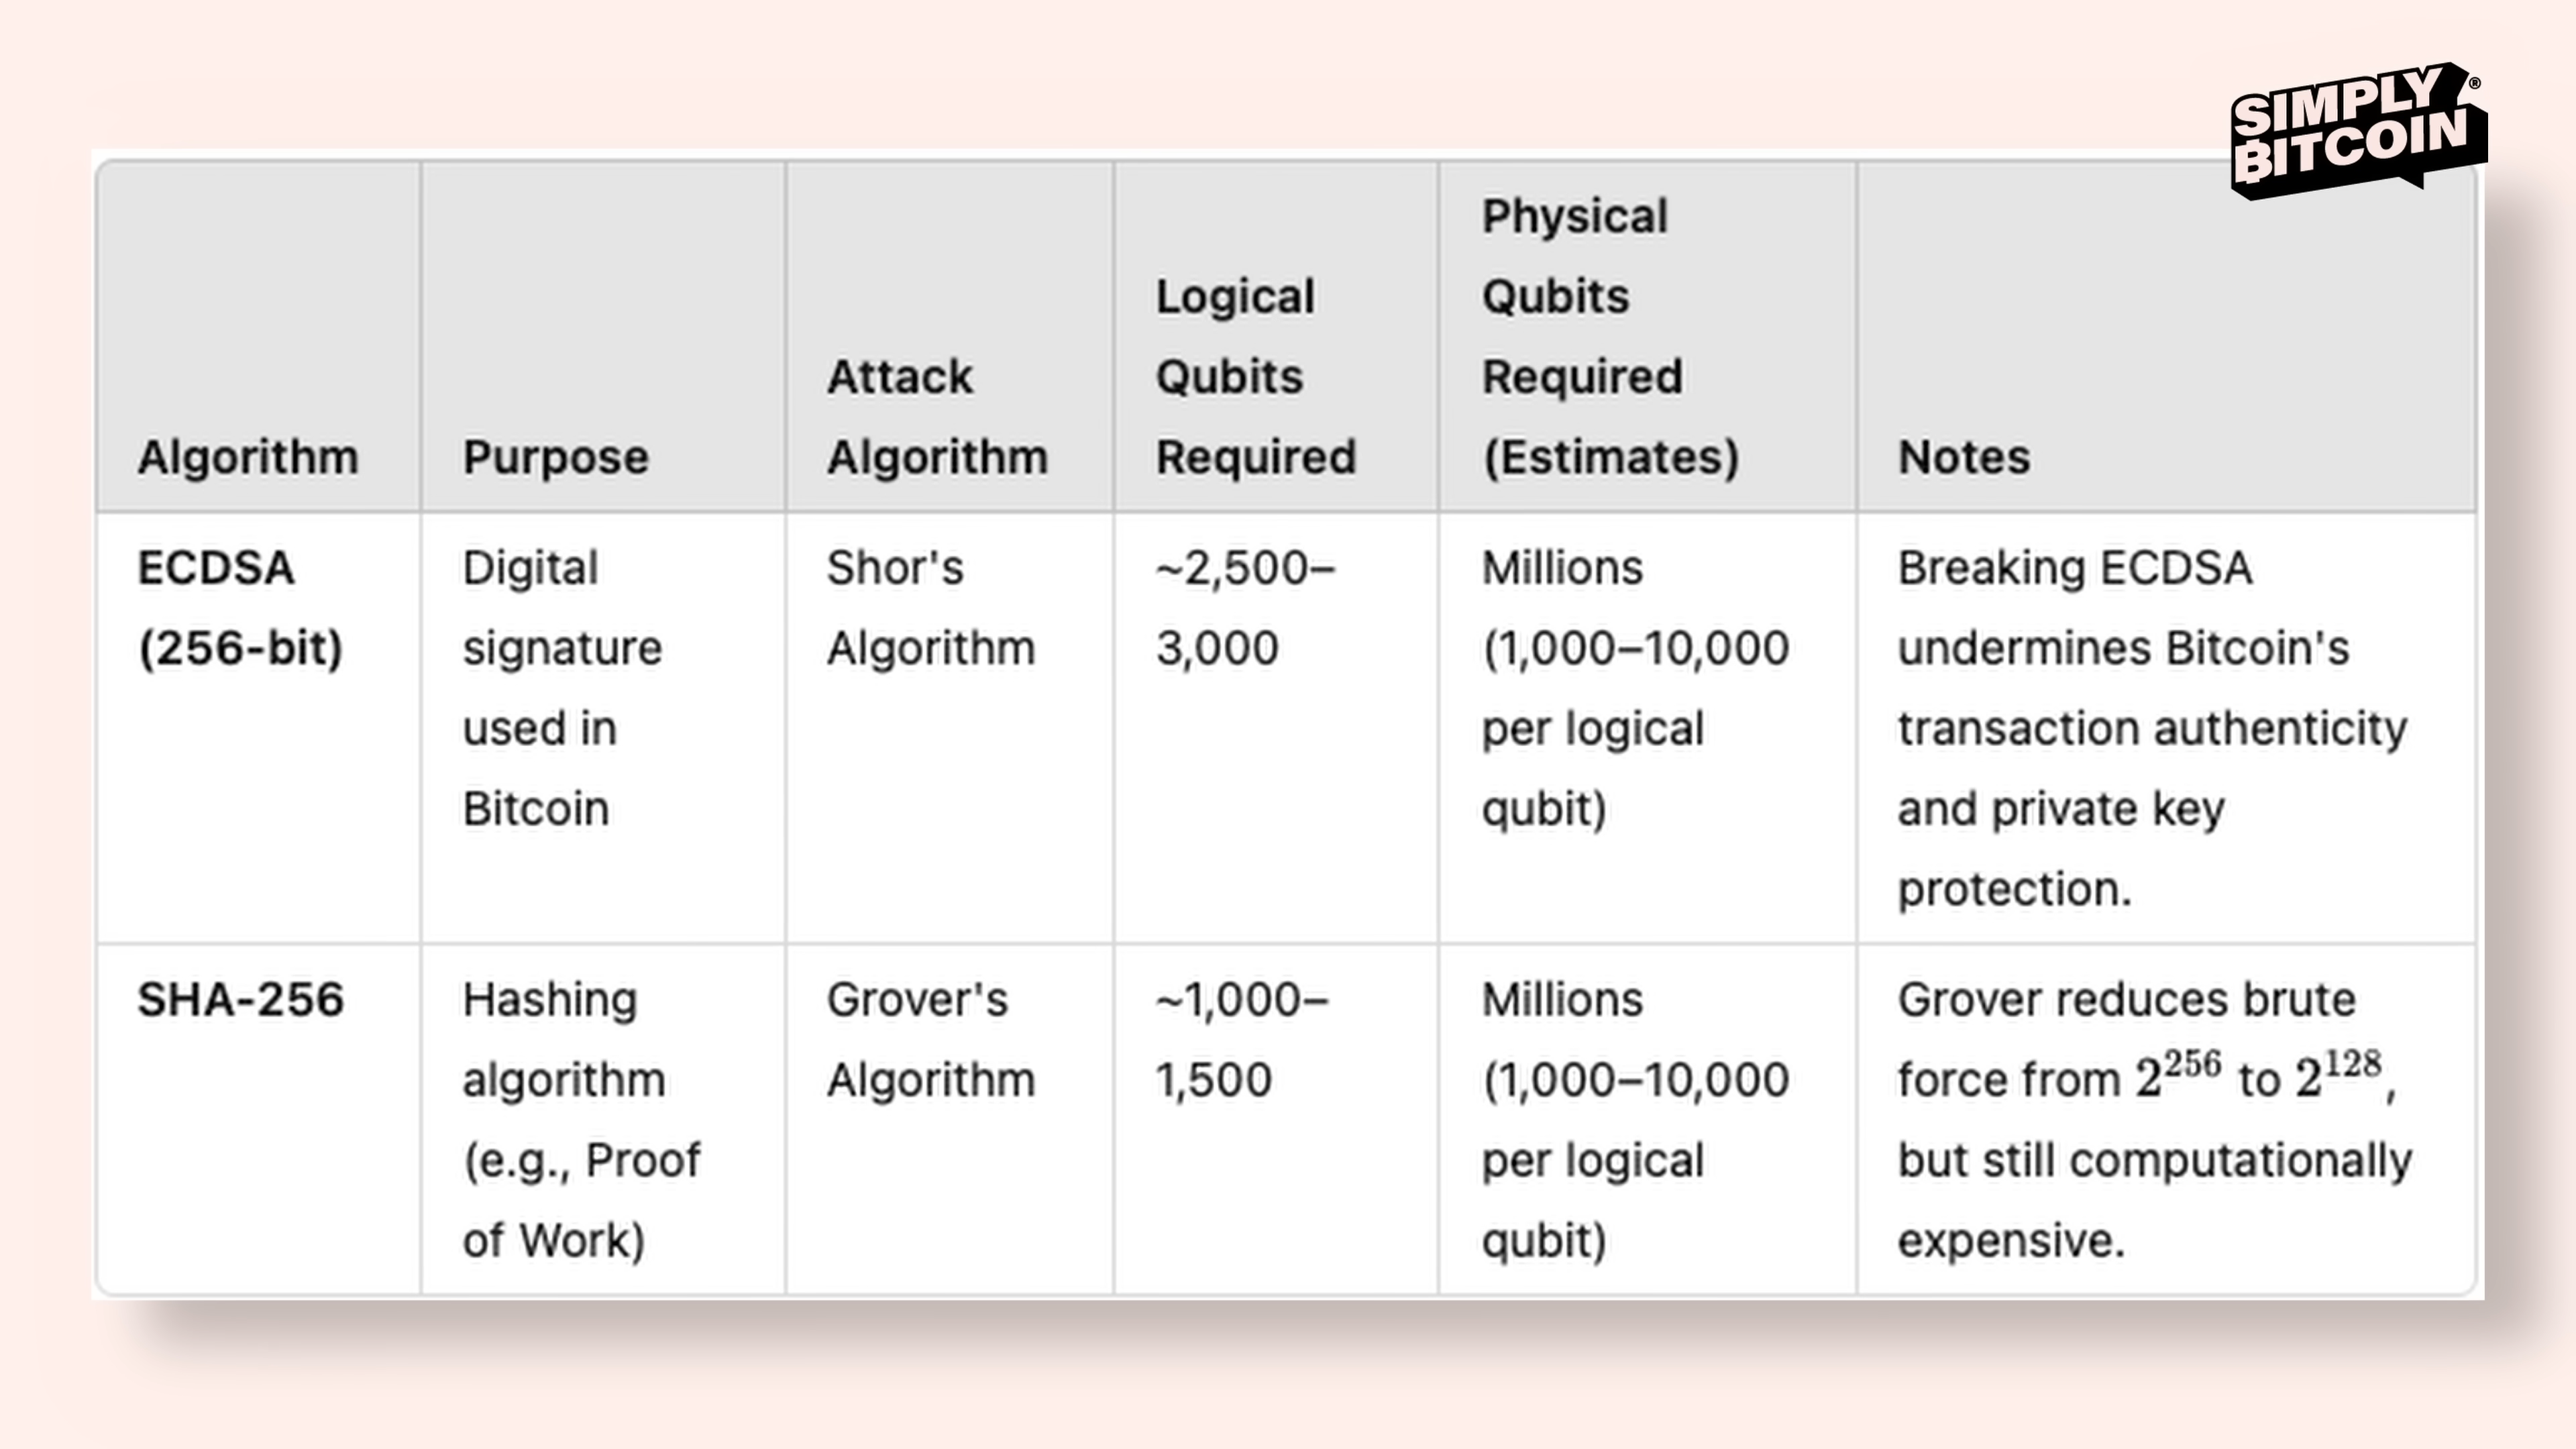 SIMPLY®
BITCOIN
Algorithm
Purpose
Attack
Algorithm
Logical
Qubits
Required
Physical
Qubits
Required
(Estimates)
Notes
ECDSA
(256-bit)
Digital
signature
used in
Bitcoin
Shor's
Algorithm
~2,500–
3,000
Millions
(1,000–10,000
per logical
qubit)
Breaking ECDSA
undermines Bitcoin's
transaction authenticity
and private key
protection.
SHA-256
Hashing
algorithm
(e.g., Proof
of Work)
Grover's
Algorithm
~1,000–
1,500
Millions
(1,000–10,000
per logical
qubit)
Grover reduces brute
force from 2²⁵⁶ to 2¹²⁸,
but still computationally
expensive.